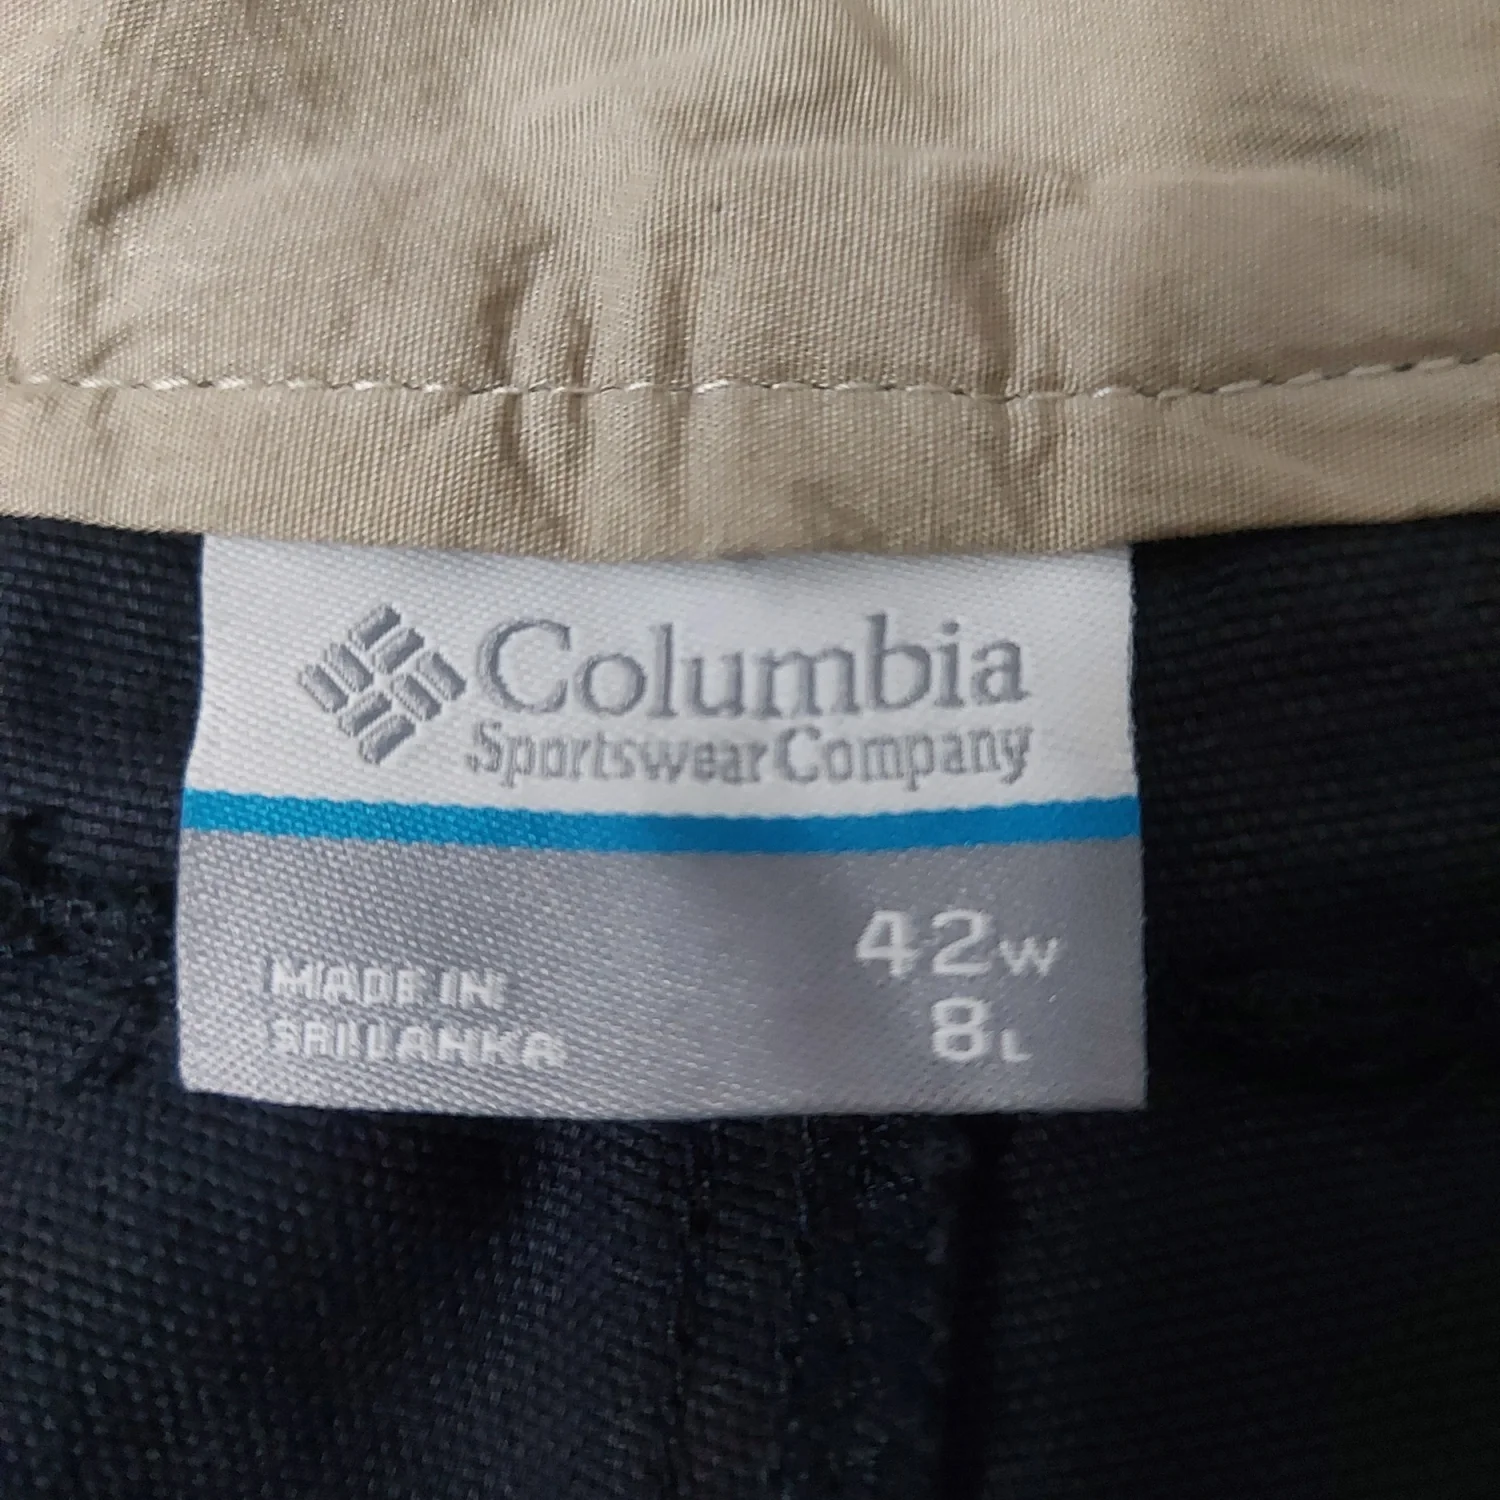 Columbia
Sportswear Company
42W
8L
MADE IN
SRI LANKA